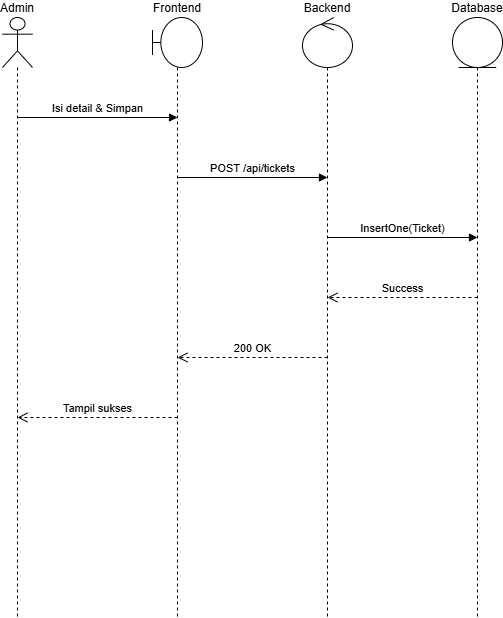 Admin
Frontend
Backend
Database
Isi detail & Simpan
POST /api/tickets
InsertOne(Ticket)
Success
200 OK
Tampil sukses